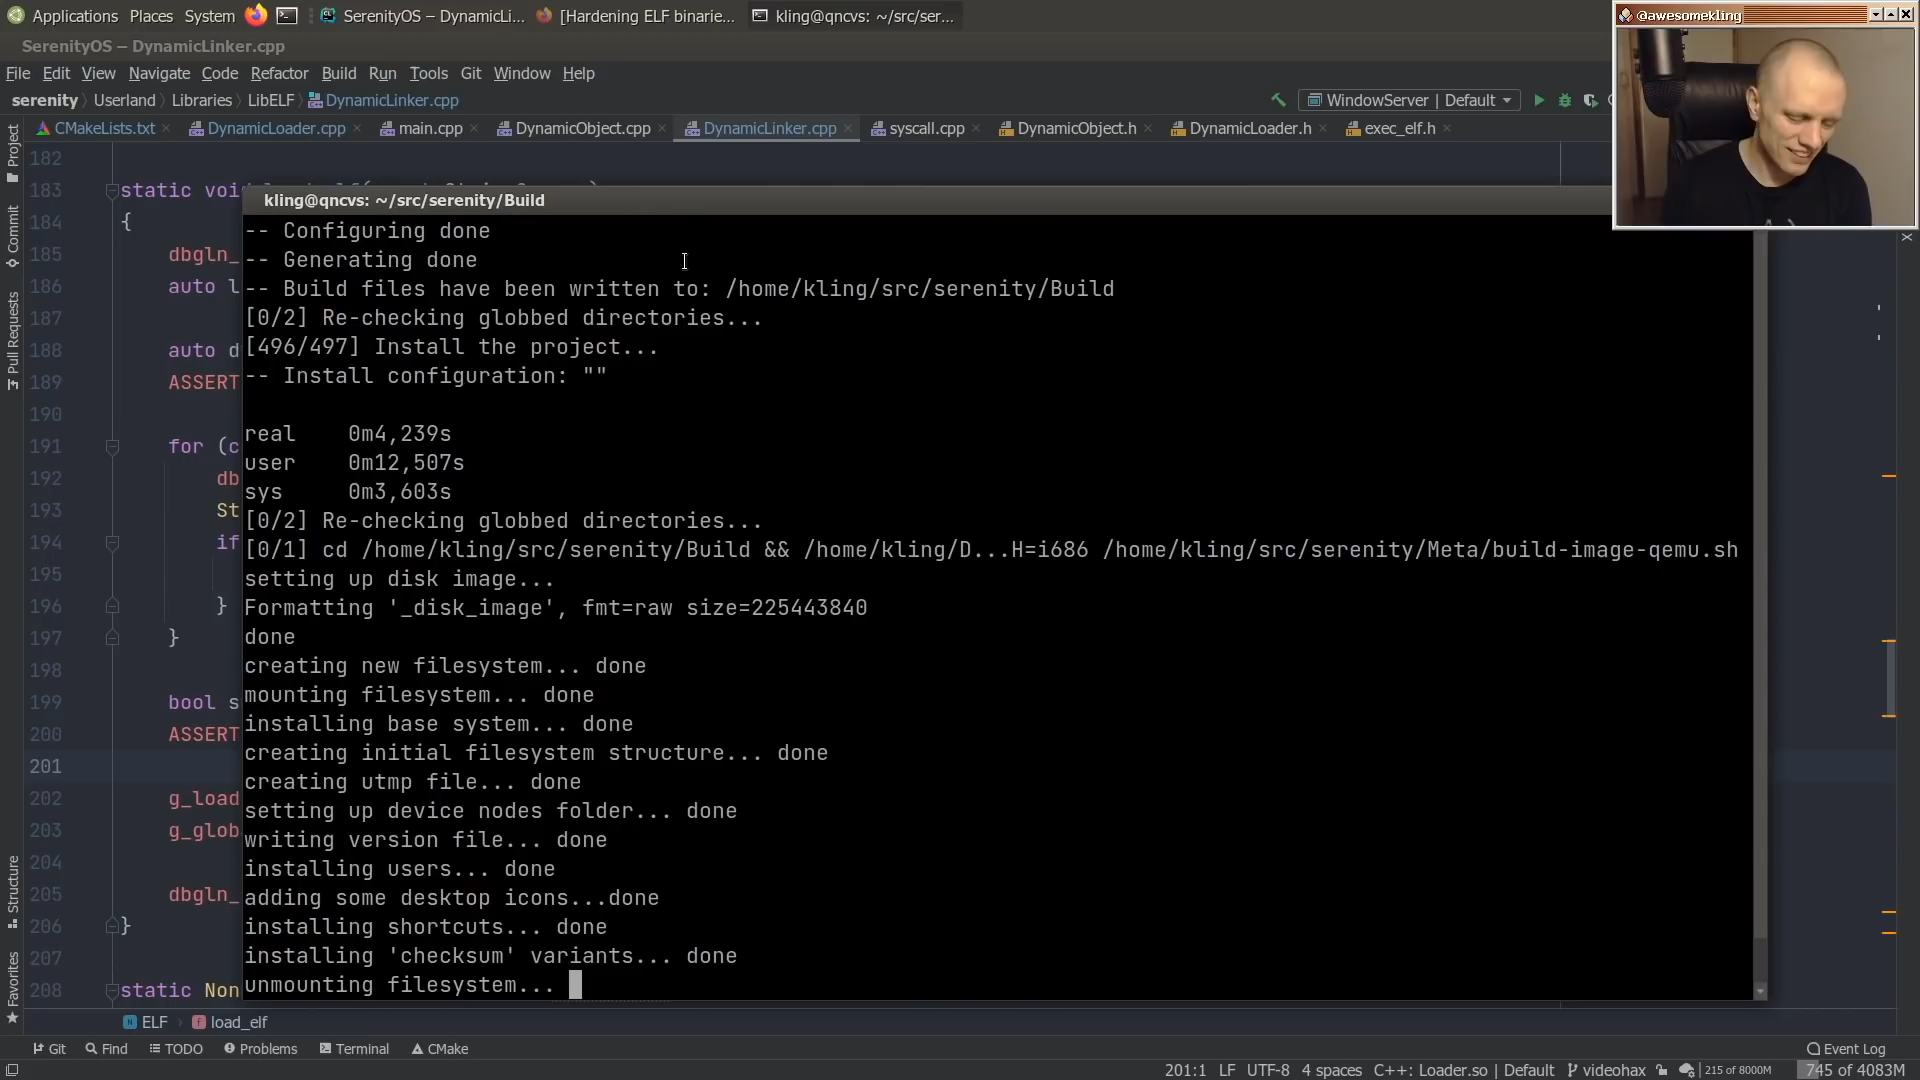 Applications Places System SerenityOS – DynamicLi... [Hardening ELF binarie... kling@qncvs: ~/src/ser...
@awesomekling
SerenityOS – DynamicLinker.cpp
File Edit View Navigate Code Refactor Build Run Tools Git Window Help
serenity Userland Libraries LibELF DynamicLinker.cpp WindowServer | Default
CMakeLists.txt DynamicLoader.cpp main.cpp DynamicObject.cpp DynamicLinker.cpp syscall.cpp DynamicObject.h DynamicLoader.h exec_elf.h
Project
Commit
Pull Requests
Structure
Favorites
182
183 static voi
184 {
185 dbgln_
186 auto l
187
188 auto d
189 ASSERT
190
191 for (c
192 db
193 St
194 if
195
196 }
197 }
198
199 bool s
200 ASSERT
201
202 g_load
203 g_glob
204
205 dbgln_
206 }
207
208 static Non
kling@qncvs: ~/src/serenity/Build
-- Configuring done
-- Generating done
-- Build files have been written to: /home/kling/src/serenity/Build
[0/2] Re-checking globbed directories...
[496/497] Install the project...
-- Install configuration: ""
real 0m4,239s
user 0m12,507s
sys 0m3,603s
[0/2] Re-checking globbed directories...
[0/1] cd /home/kling/src/serenity/Build && /home/kling/D...H=i686 /home/kling/src/serenity/Meta/build-image-qemu.sh
setting up disk image...
Formatting '_disk_image', fmt=raw size=225443840
done
creating new filesystem... done
mounting filesystem... done
installing base system... done
creating initial filesystem structure... done
creating utmp file... done
setting up device nodes folder... done
writing version file... done
installing users... done
adding some desktop icons...done
installing shortcuts... done
installing 'checksum' variants... done
unmounting filesystem...
ELF load_elf
Git Find TODO Problems Terminal CMake Event Log
201:1 LF UTF-8 4 spaces C++: Loader.so | Default videohax 215 of 8000M 745 of 4083M